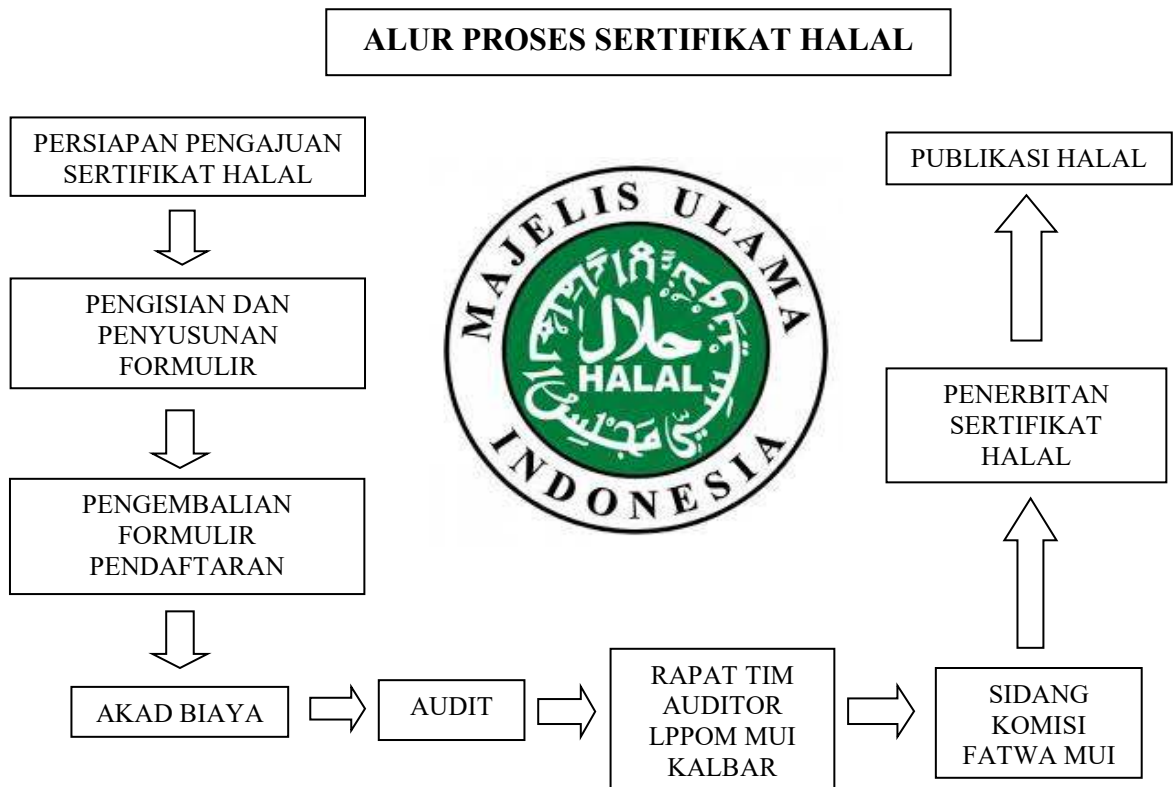 ALUR PROSES SERTIFIKAT HALAL
PERSIAPAN PENGAJUAN
SERTIFIKAT HALAL
PENGISIAN DAN
PENYUSUNAN
FORMULIR
PENGEMBALIAN
FORMULIR
PENDAFTARAN
AKAD BIAYA
AUDIT
RAPAT TIM
AUDITOR
LPPOM MUI
KALBAR
SIDANG
KOMISI
FATWA MUI
PENERBITAN
SERTIFIKAT
HALAL
PUBLIKASI HALAL
MAJELIS ULAMA
INDONESIA
حلال
HALAL